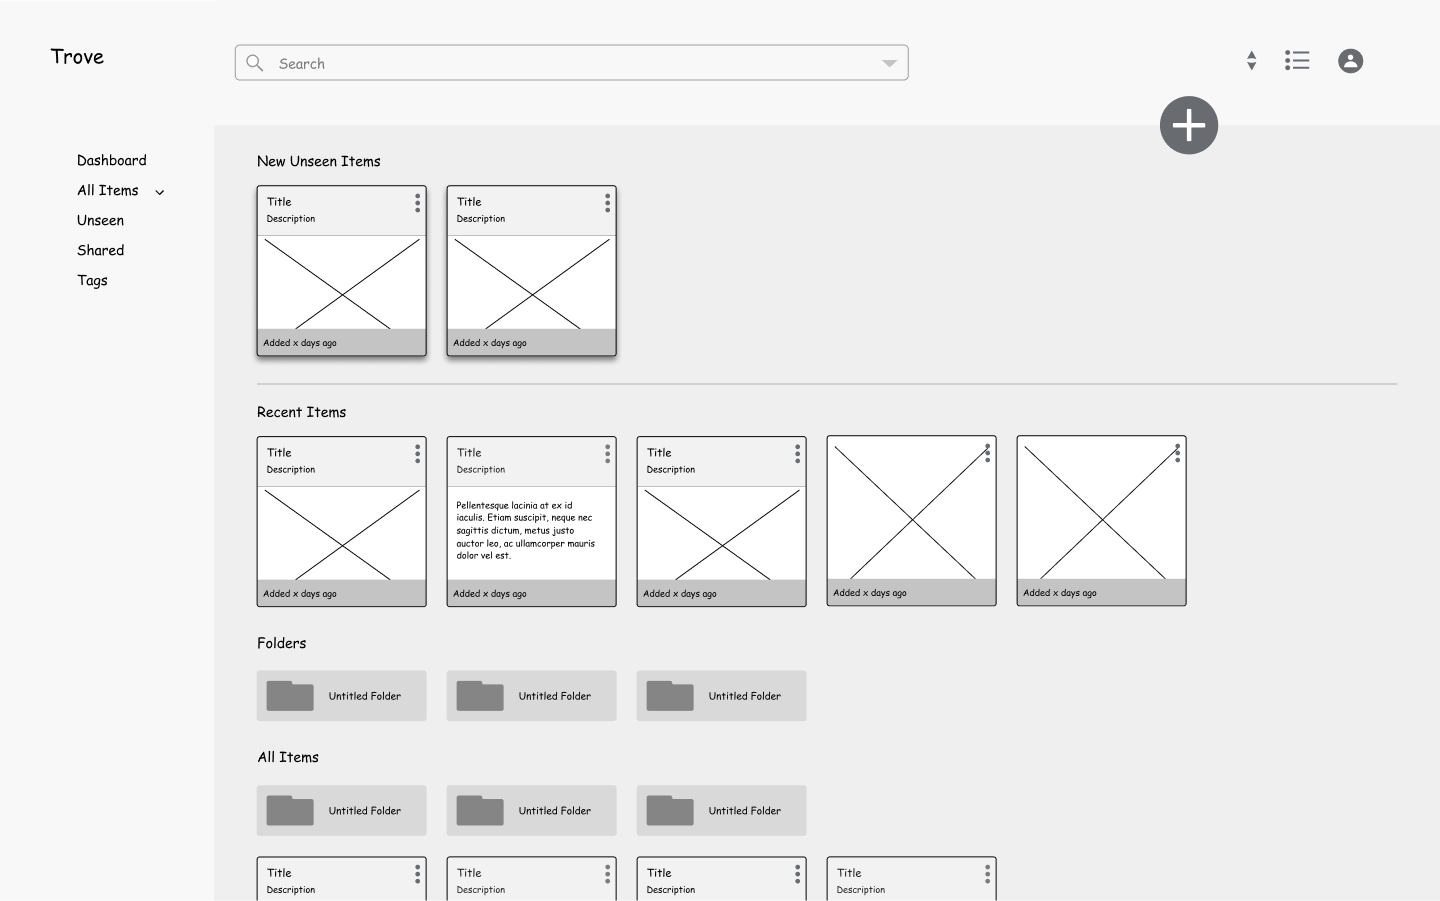 Trove
Search
Dashboard
All Items
Unseen
Shared
Tags
New Unseen Items
Title
Description
Added x days ago
Title
Description
Added x days ago
Recent Items
Title
Description
Added x days ago
Title
Description
Pellentesque lacinia at ex id
iaculis. Etiam suscipit, neque nec
sagittis dictum, metus justo
auctor leo, ac ullamcorper mauris
dolor vel est.
Added x days ago
Title
Description
Added x days ago
Added x days ago
Added x days ago
Folders
Untitled Folder
Untitled Folder
Untitled Folder
All Items
Untitled Folder
Untitled Folder
Untitled Folder
Title
Description
Title
Description
Title
Description
Title
Description